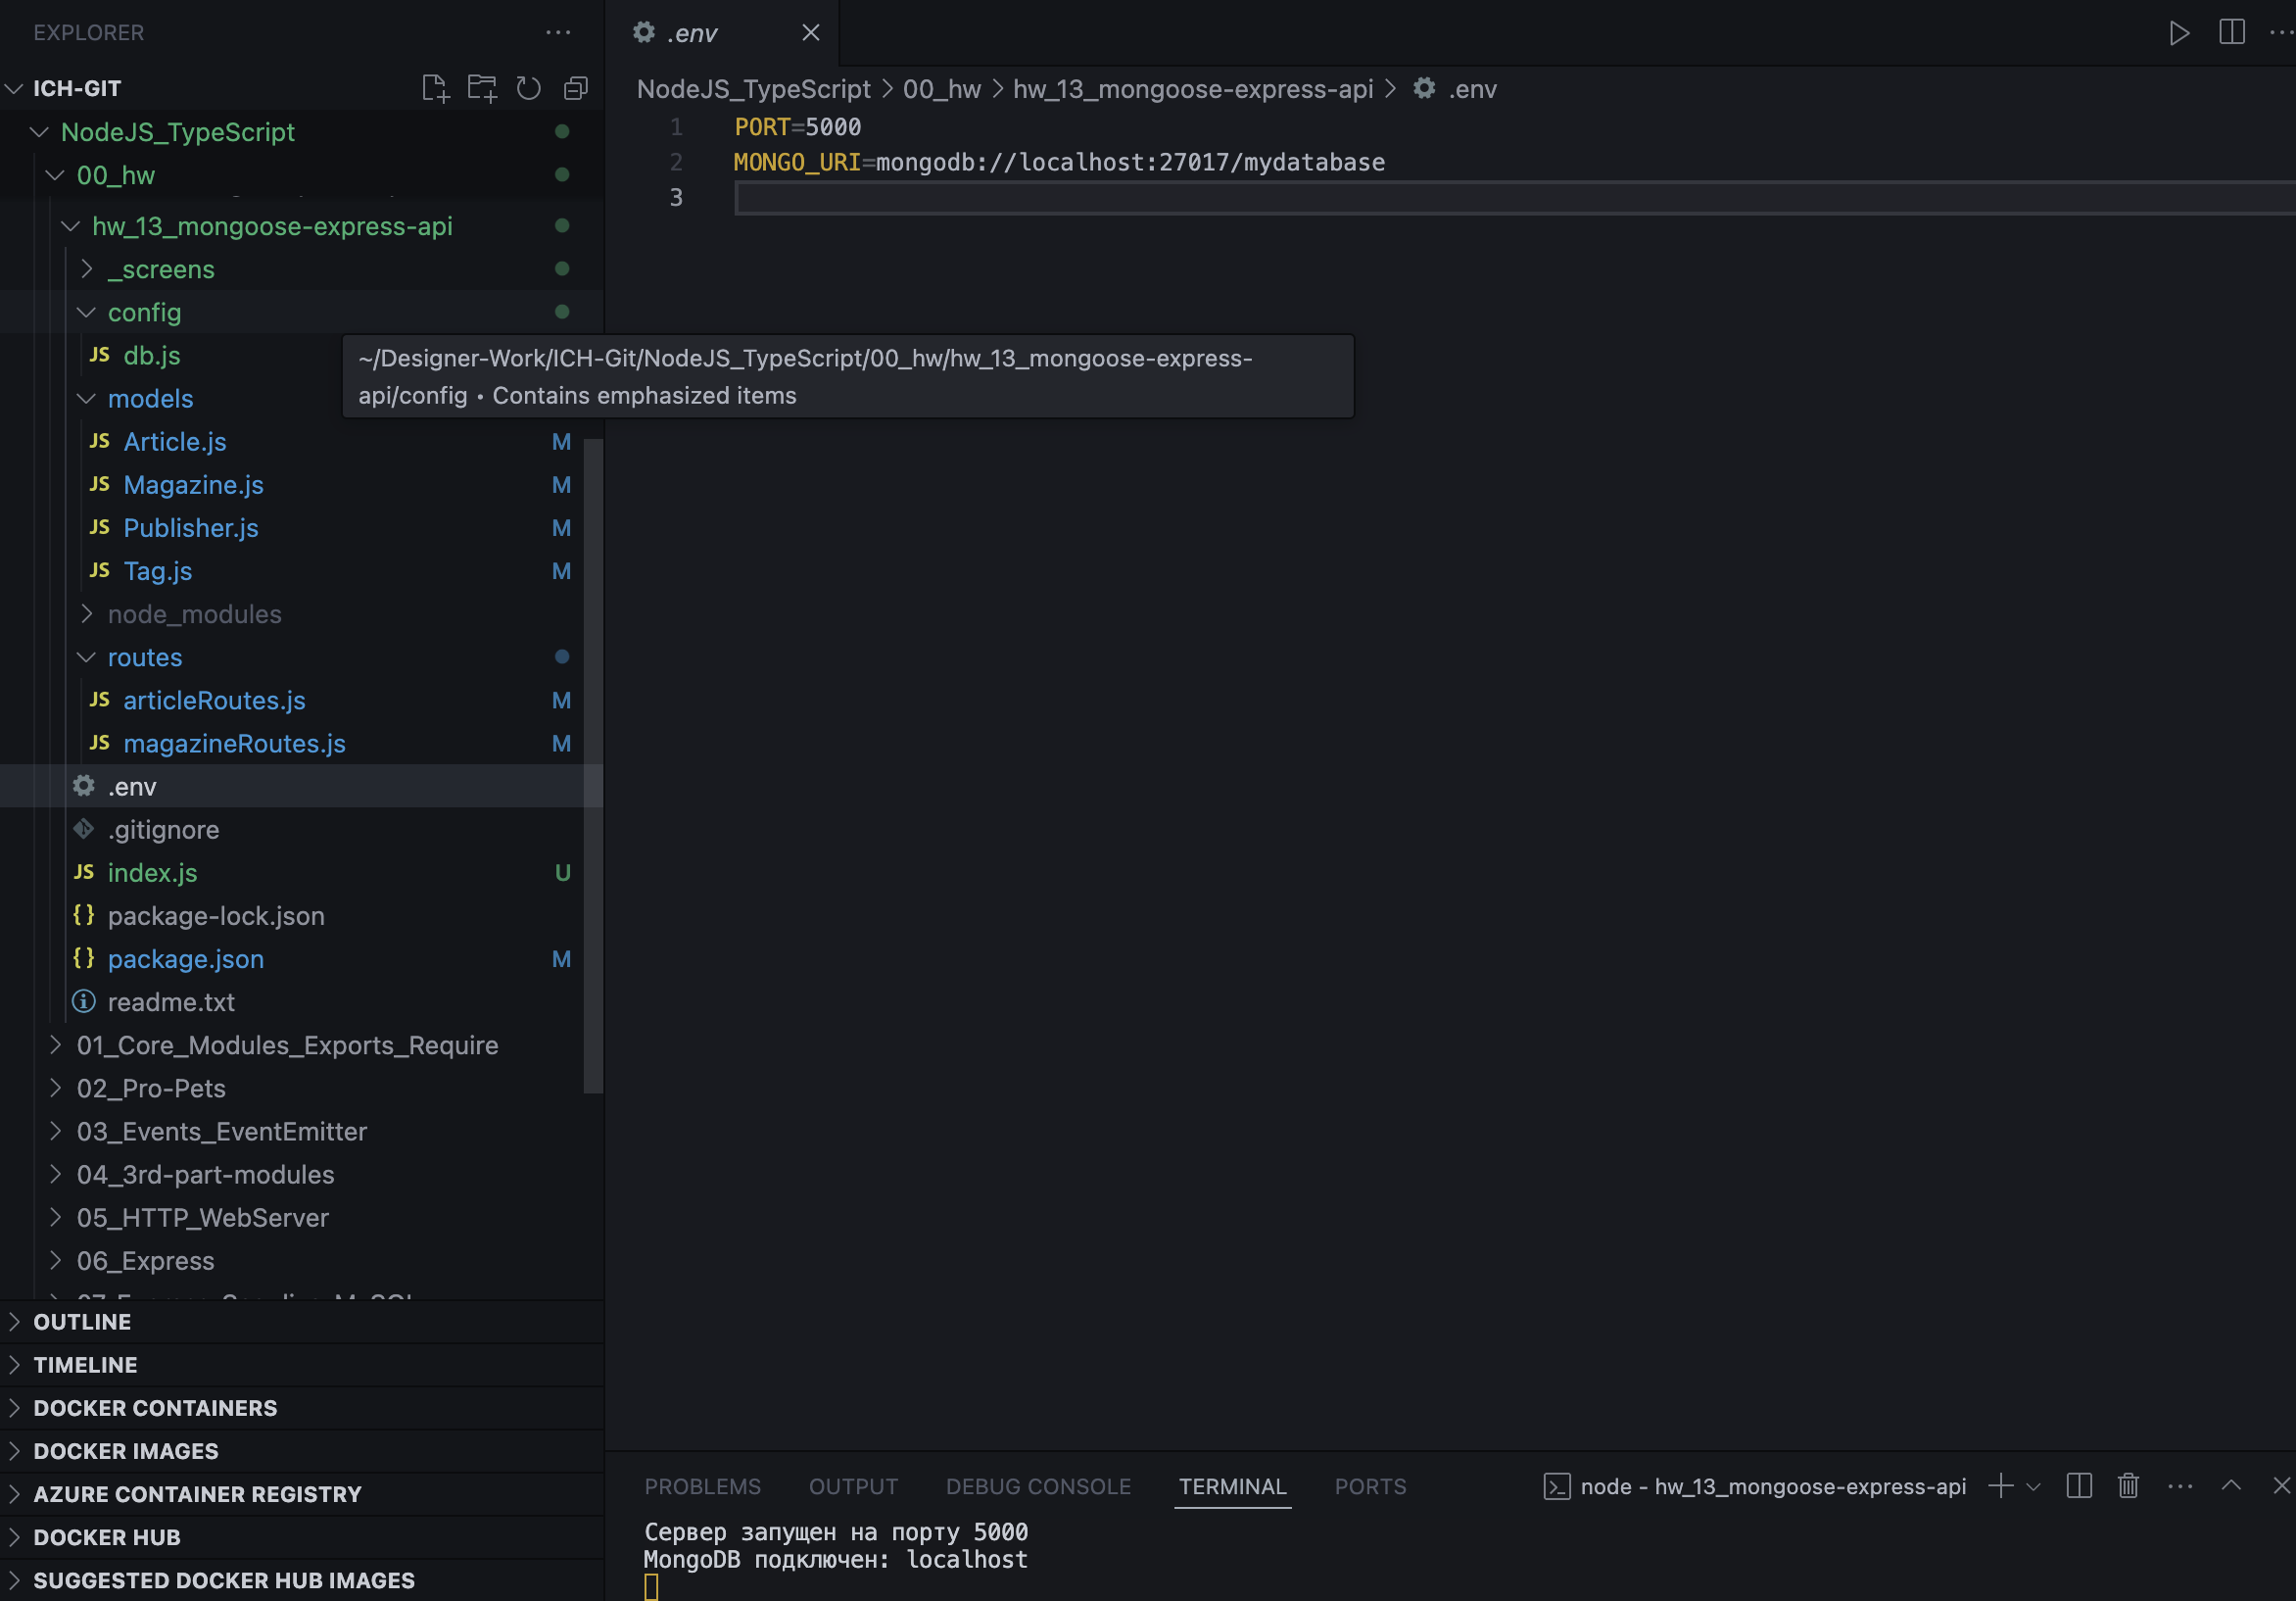 EXPLORER
ICH-GIT
NodeJS_TypeScript
00_hw
hw_13_mongoose-express-api
_screens
config
JS db.js
models
JS Article.js M
JS Magazine.js M
JS Publisher.js M
JS Tag.js M
node_modules
routes
JS articleRoutes.js M
JS magazineRoutes.js M
.env
.gitignore
JS index.js U
{} package-lock.json
{} package.json M
readme.txt
01_Core_Modules_Exports_Require
02_Pro-Pets
03_Events_EventEmitter
04_3rd-part-modules
05_HTTP_WebServer
06_Express
OUTLINE
TIMELINE
DOCKER CONTAINERS
DOCKER IMAGES
AZURE CONTAINER REGISTRY
DOCKER HUB
SUGGESTED DOCKER HUB IMAGES
.env
NodeJS_TypeScript > 00_hw > hw_13_mongoose-express-api > .env
1 PORT=5000
2 MONGO_URI=mongodb://localhost:27017/mydatabase
3
~/Designer-Work/ICH-Git/NodeJS_TypeScript/00_hw/hw_13_mongoose-express-
api/config • Contains emphasized items
PROBLEMS OUTPUT DEBUG CONSOLE TERMINAL PORTS node - hw_13_mongoose-express-api
Сервер запущен на порту 5000
MongoDB подключен: localhost